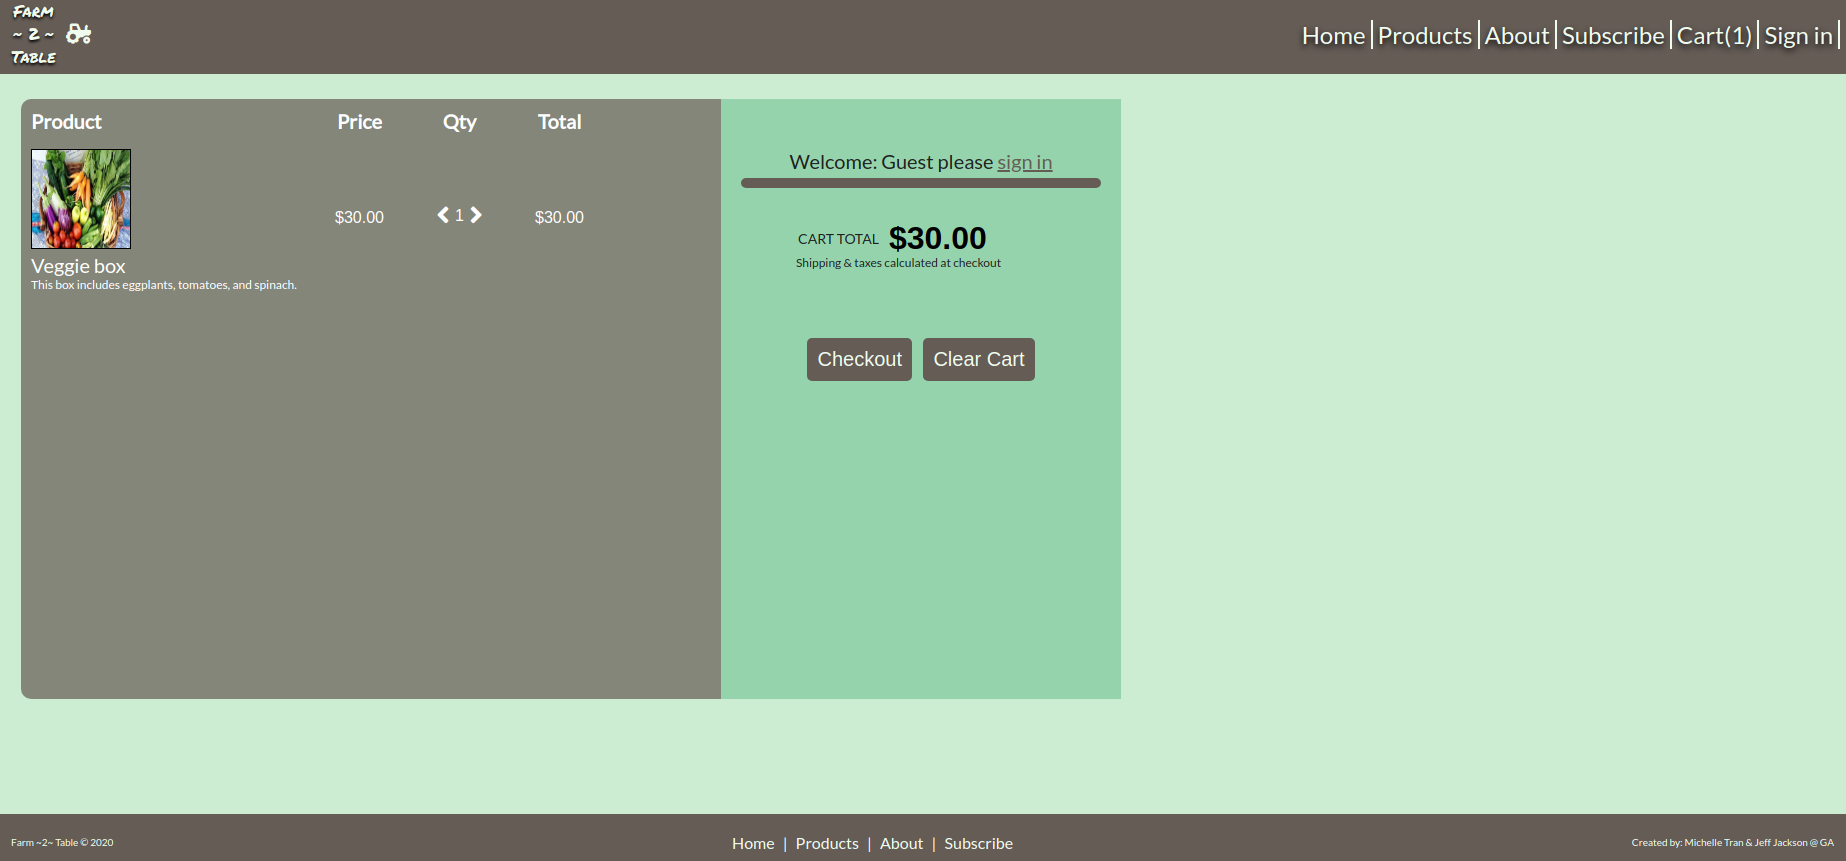 Farm
~ 2 ~
Table
Home
Products
About
Subscribe
Cart(1)
Sign in
Product Price Qty Total
$30.00 1 $30.00
Veggie box
This box includes eggplants, tomatoes, and spinach.
Welcome: Guest please sign in
CART TOTAL $30.00
Shipping & taxes calculated at checkout
Checkout
Clear Cart
Farm ~2~ Table © 2020
Home | Products | About | Subscribe
Created by: Michelle Tran & Jeff Jackson @ GA